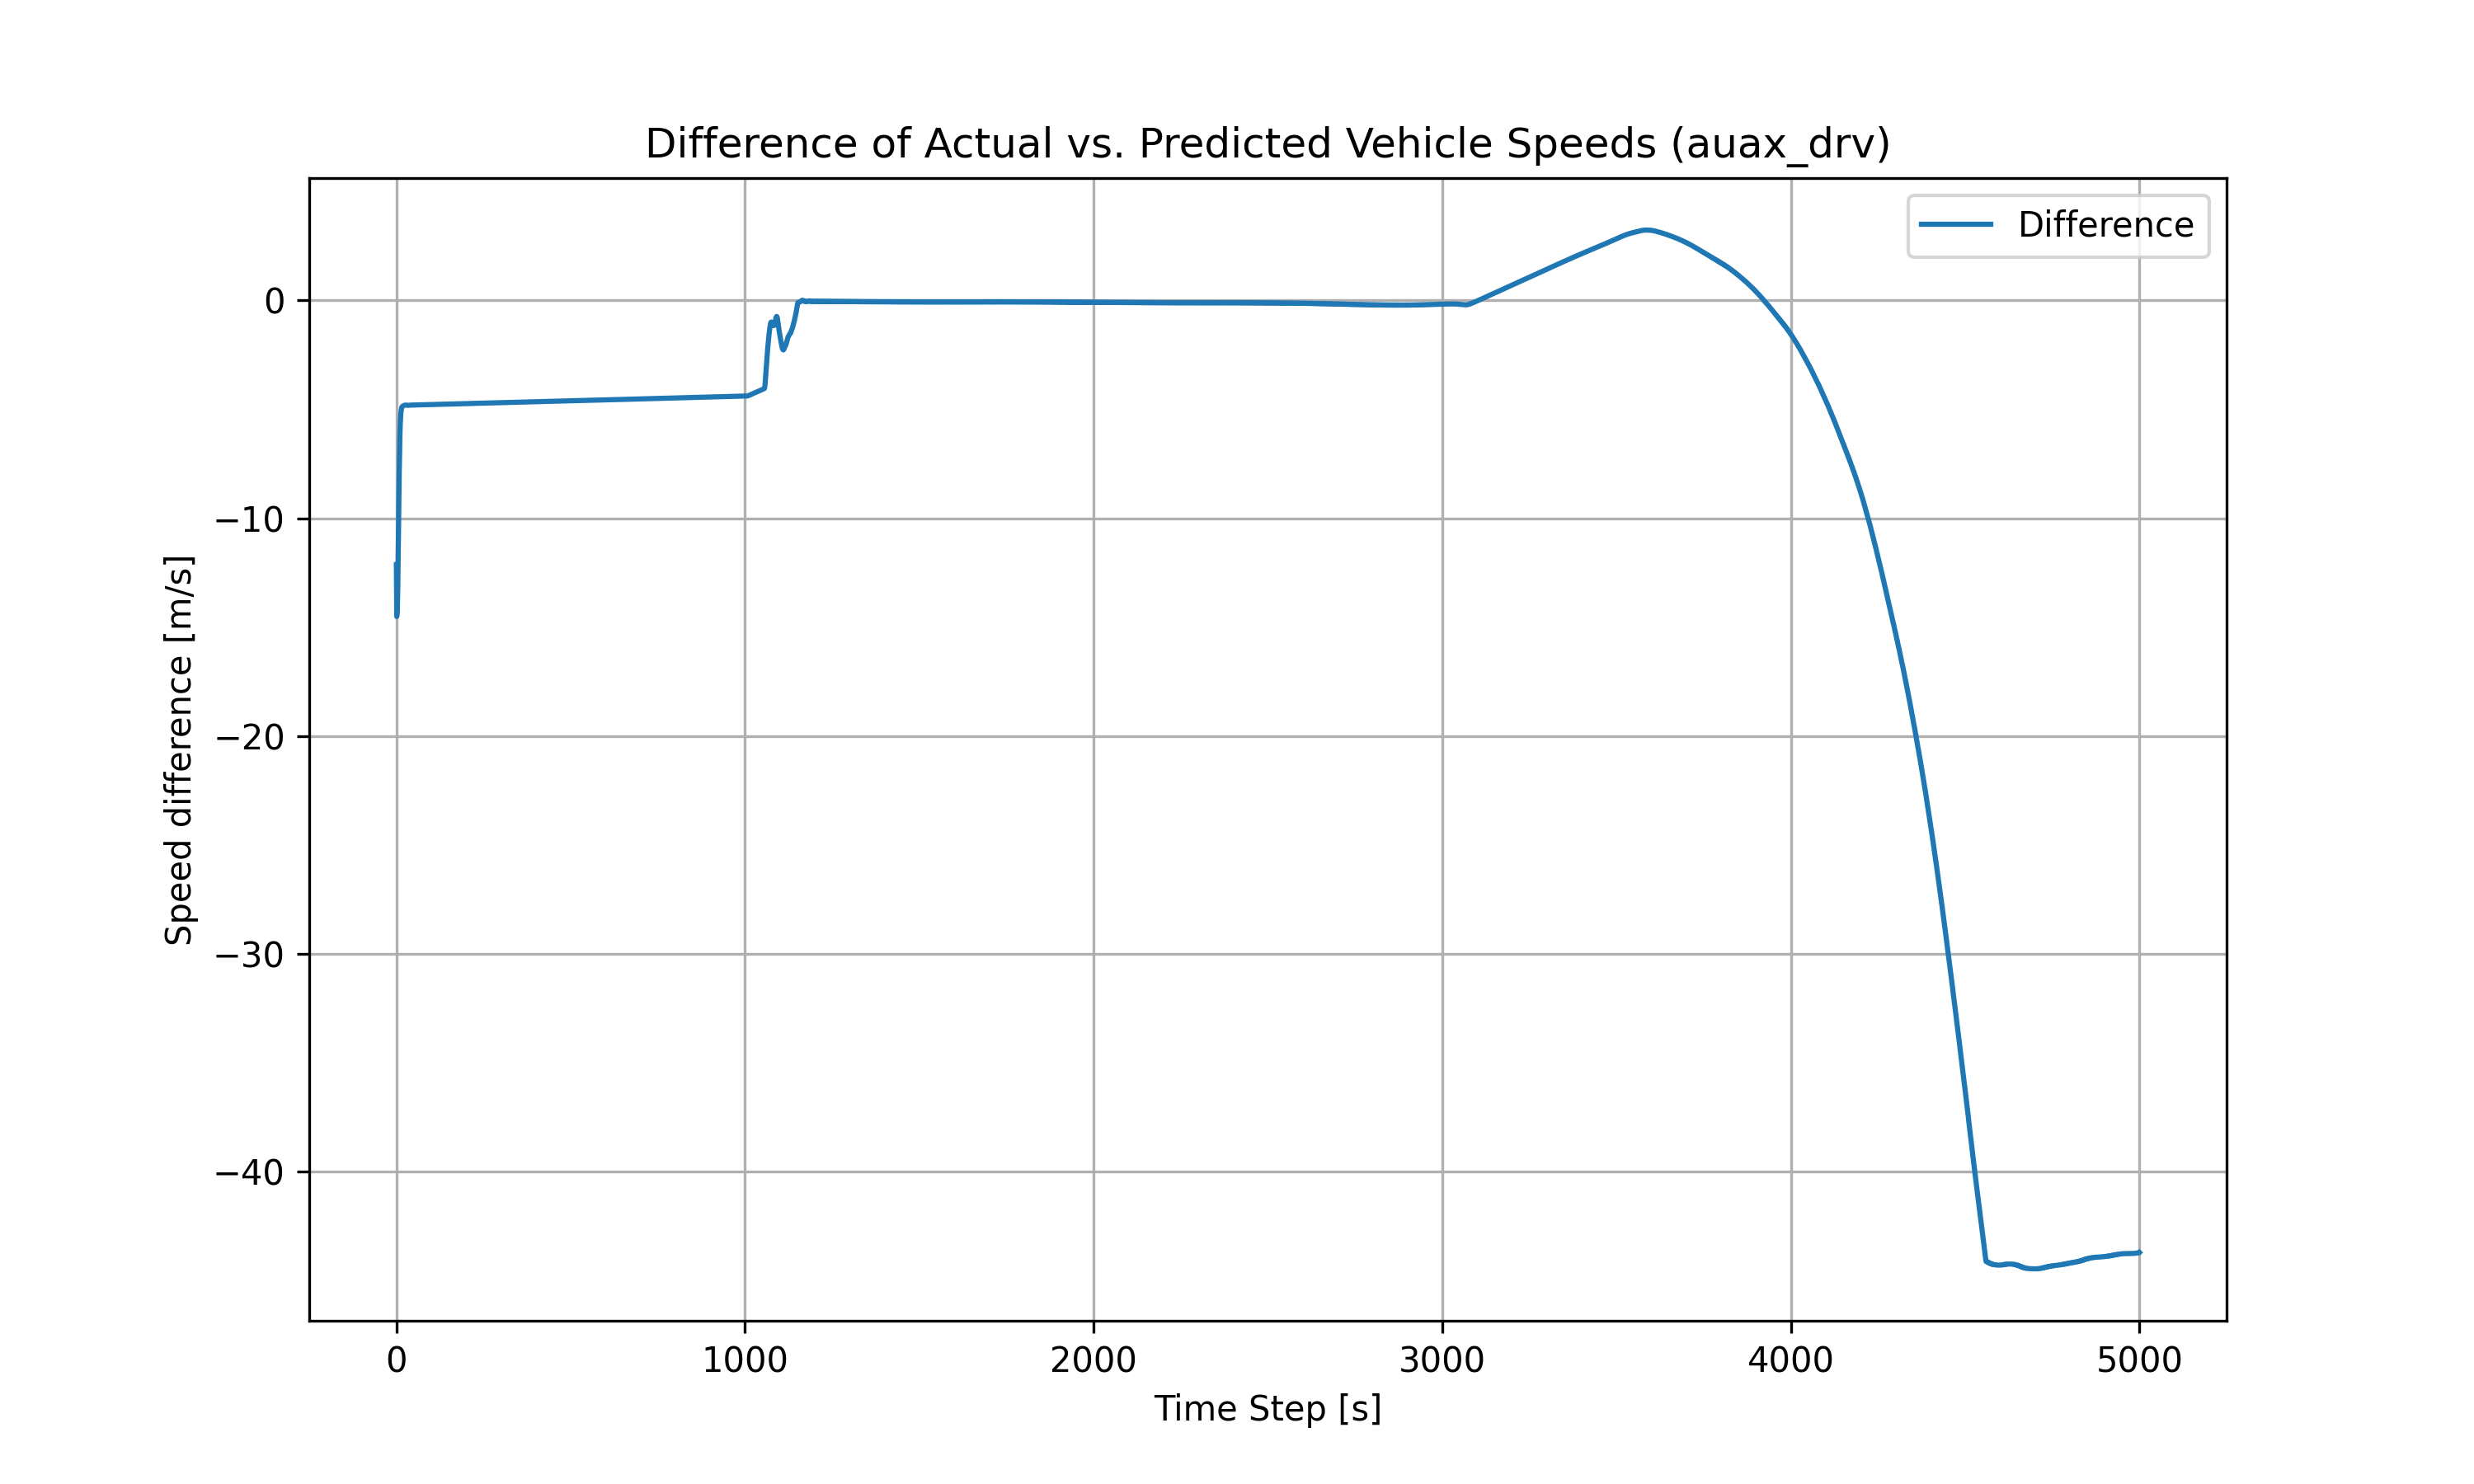 Difference of Actual vs. Predicted Vehicle Speeds (auax_drv)
Difference
Speed difference [m/s]
0
−10
−20
−30
−40
0 1000 2000 3000 4000 5000
Time Step [s]